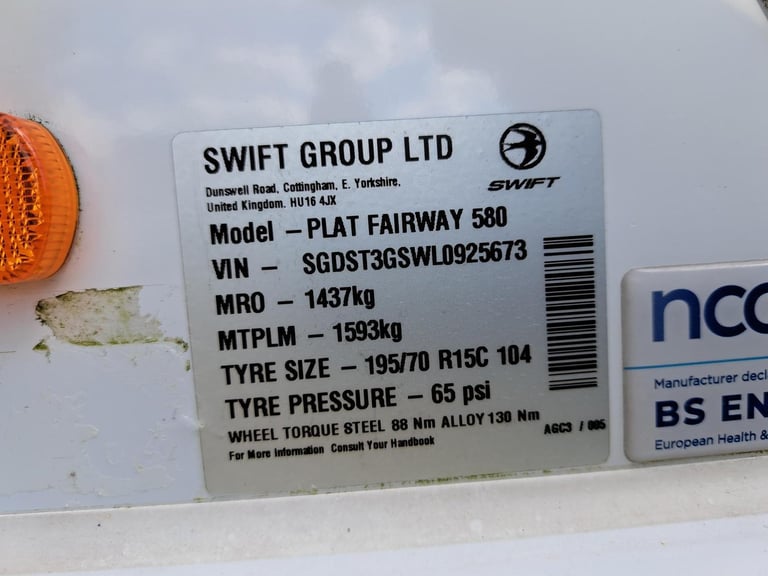 SWIFT GROUP LTD
SWIFT
Dunswell Road, Cottingham, E. Yorkshire,
United Kingdom. HU16 4JX
Model – PLAT FAIRWAY 580
VIN – SGDST3GSWL0925673
MRO – 1437kg
MTPLM – 1593kg
TYRE SIZE – 195/70 R15C 104
TYRE PRESSURE – 65 psi
WHEEL TORQUE STEEL 88 Nm ALLOY 130 Nm
For More Information Consult Your Handbook
AGC3 / 005
ncc
Manufacturer decl
BS EN
European Health &